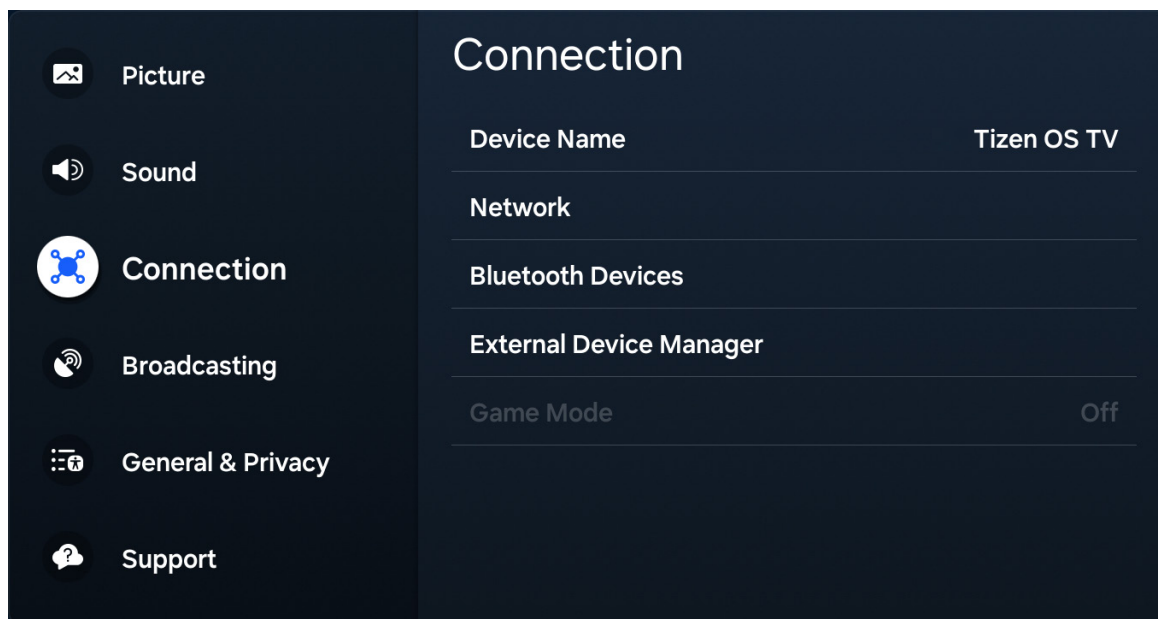 Picture
Sound
Connection
Broadcasting
General & Privacy
Support
Connection
Device Name Tizen OS TV
Network
Bluetooth Devices
External Device Manager
Game Mode Off